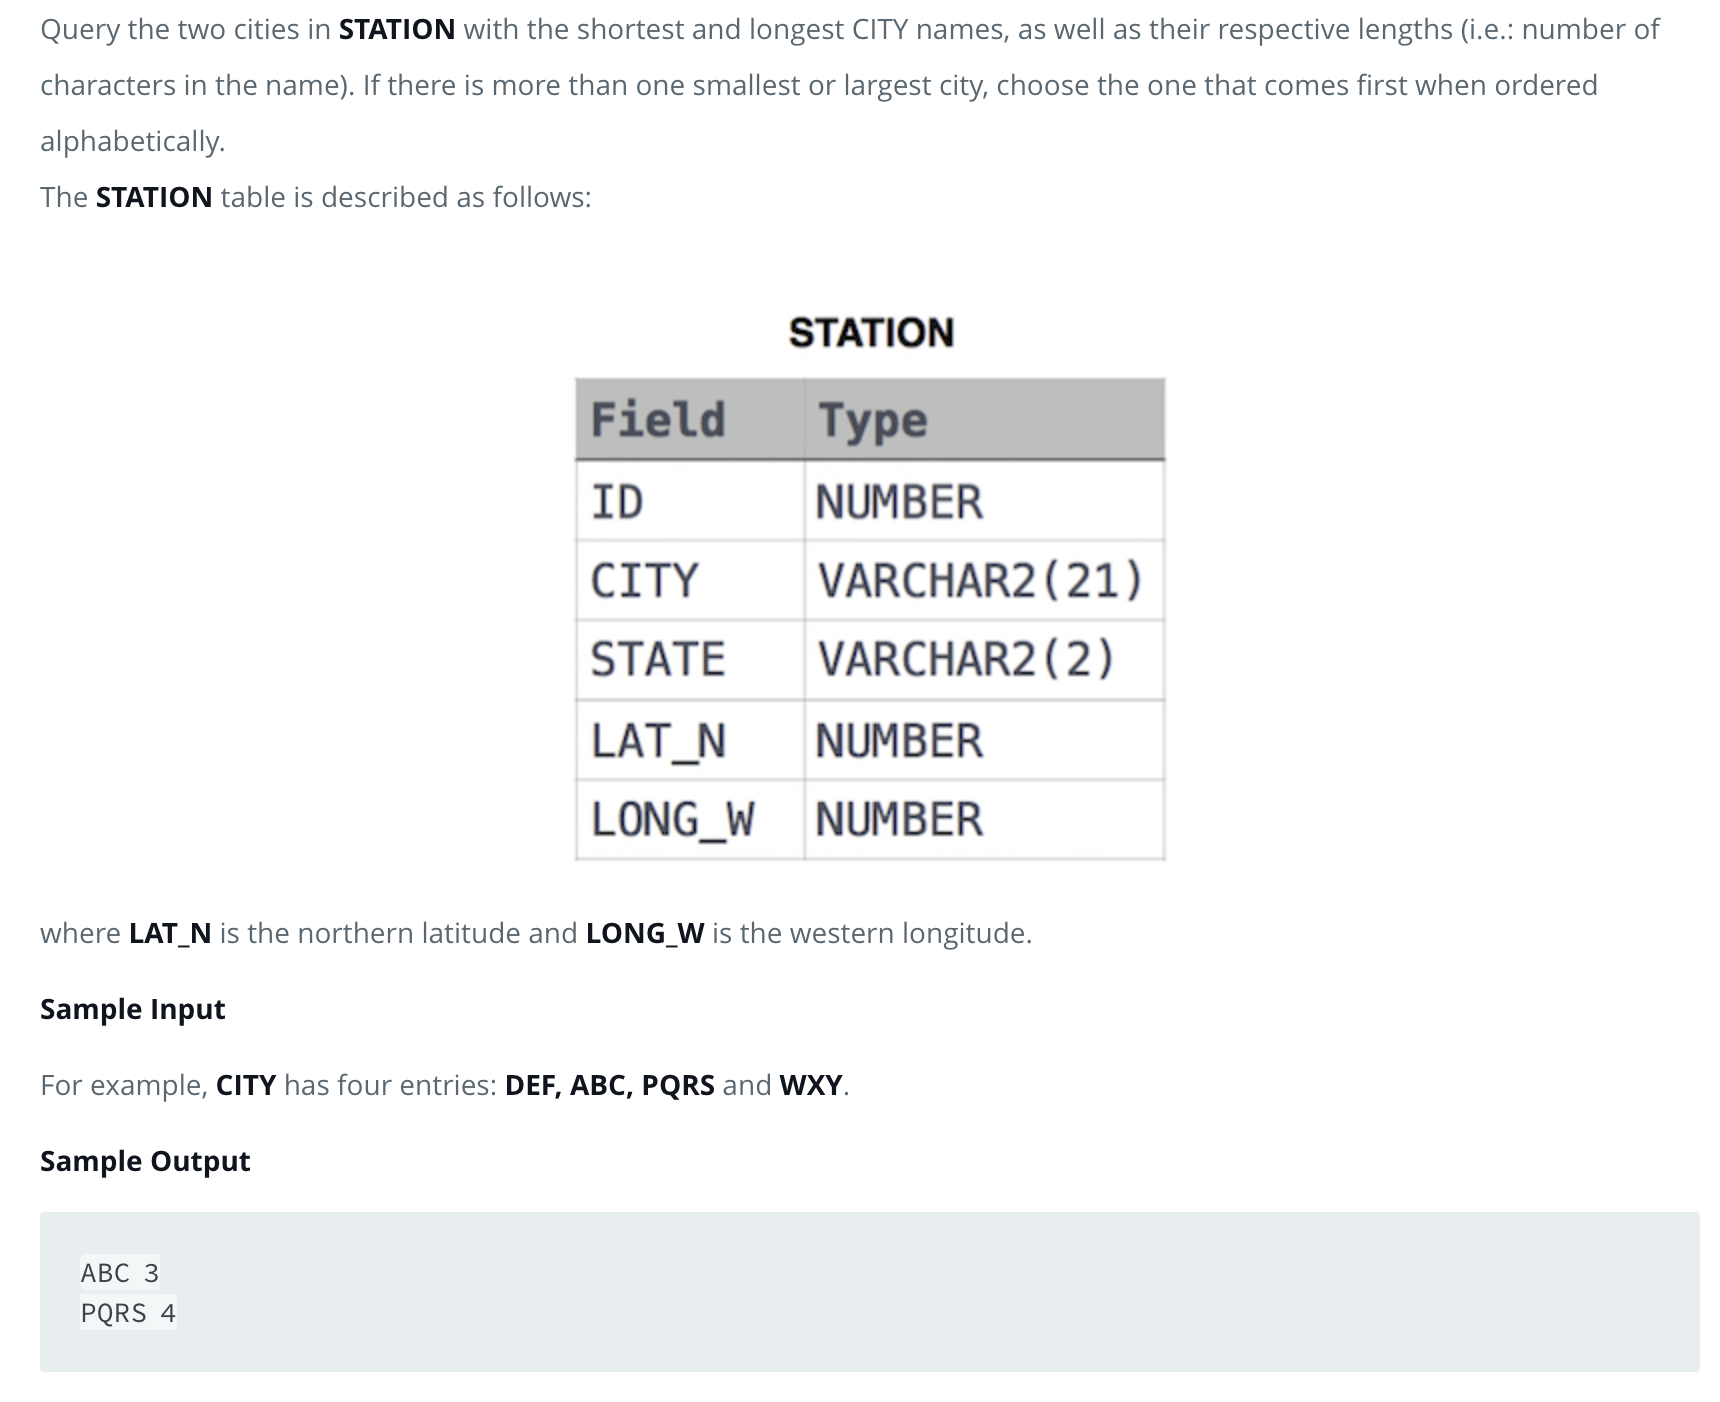 Query the two cities in STATION with the shortest and longest CITY names, as well as their respective lengths (i.e.: number of
characters in the name). If there is more than one smallest or largest city, choose the one that comes first when ordered
alphabetically.
The STATION table is described as follows:
STATION
Field Type
ID NUMBER
CITY VARCHAR2(21)
STATE VARCHAR2(2)
LAT_N NUMBER
LONG_W NUMBER
where LAT_N is the northern latitude and LONG_W is the western longitude.
Sample Input
For example, CITY has four entries: DEF, ABC, PQRS and WXY.
Sample Output
ABC 3
PQRS 4